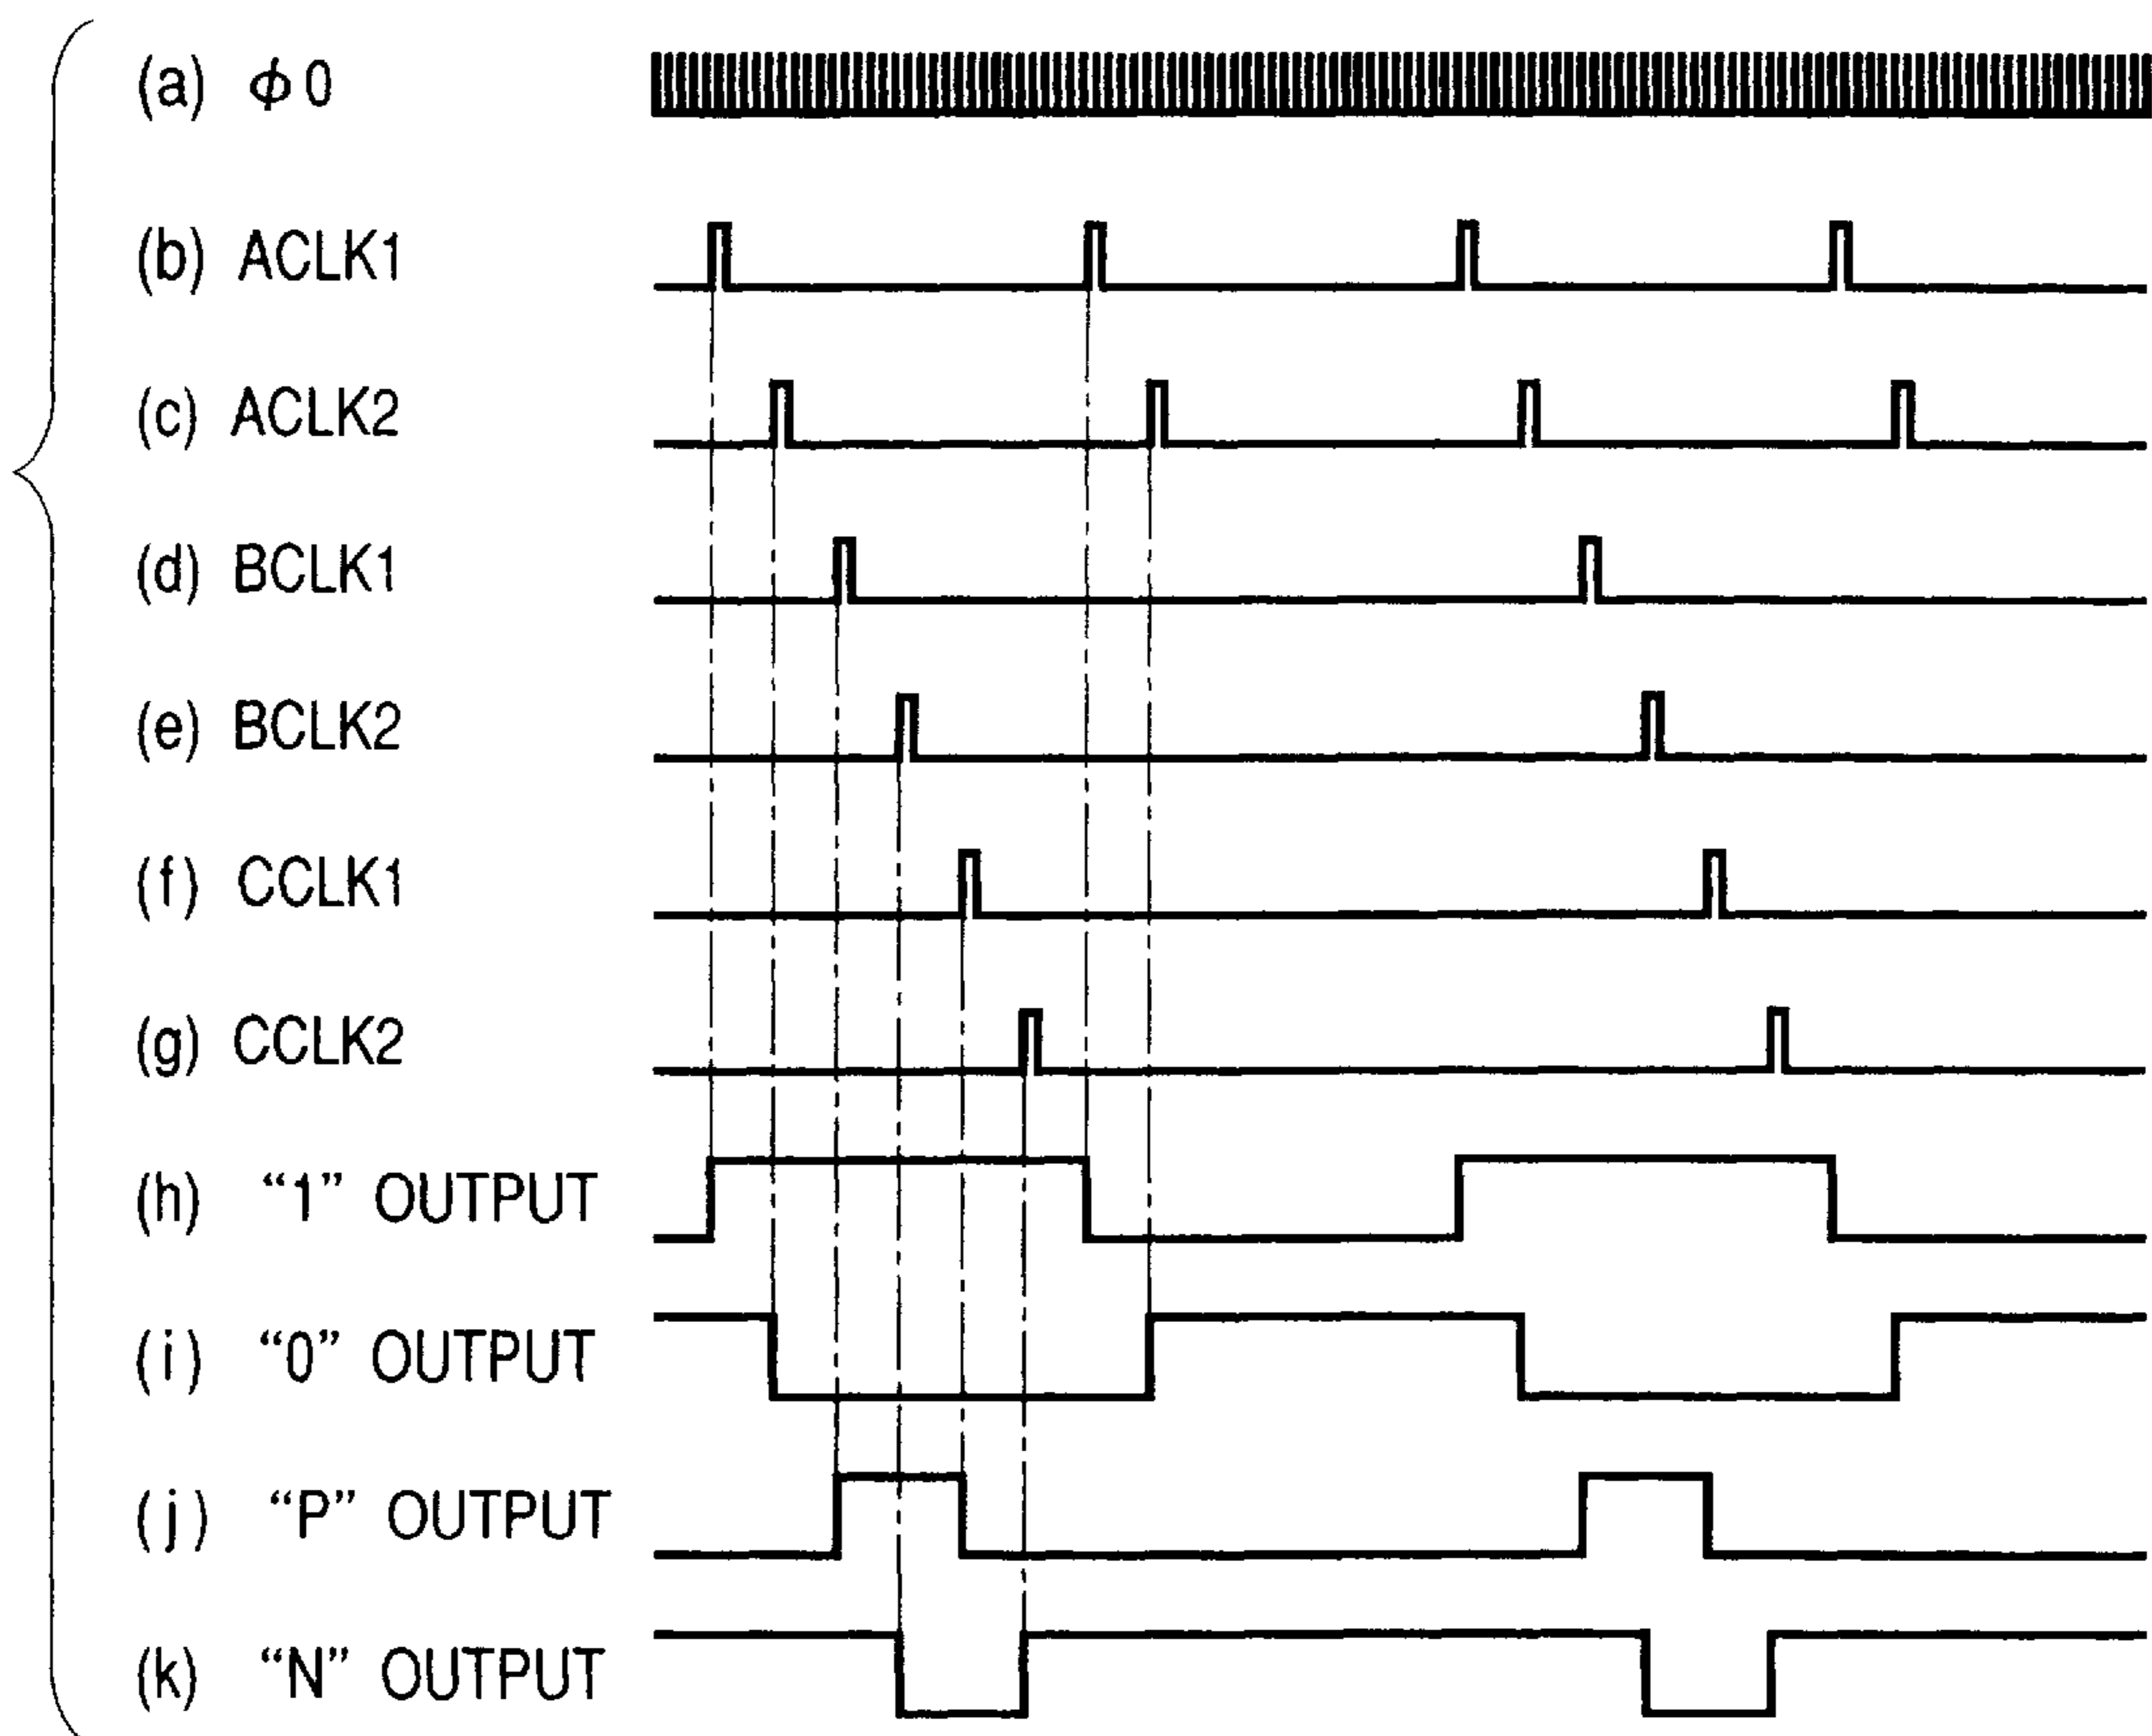 (a) ϕ0
(b) ACLK1
(c) ACLK2
(d) BCLK1
(e) BCLK2
(f) CCLK1
(g) CCLK2
(h) “1” OUTPUT
(i) “0” OUTPUT
(j) “P” OUTPUT
(k) “N” OUTPUT